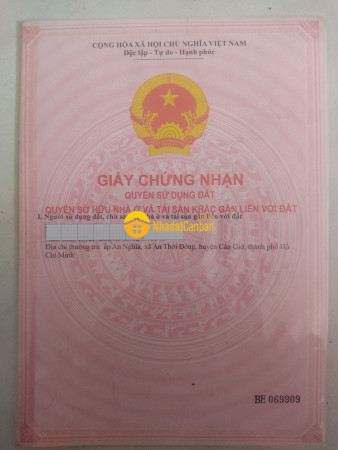 CỘNG HÒA XÃ HỘI CHỦ NGHĨA VIỆT NAM
Độc lập - Tự do - Hạnh phúc
GIẤY CHỨNG NHẬN
QUYỀN SỬ DỤNG ĐẤT
QUYỀN SỞ HỮU NHÀ Ở VÀ TÀI SẢN KHÁC GẮN LIỀN VỚI ĐẤT
I. Người sử dụng đất, chủ nhà ở và tài sản gắn liền với đất
NhadatCanban
Địa chỉ thường trú: ấp An Nghĩa, xã An Thới Đông, huyện Cần Giờ, thành phố Hồ
Chí Minh
BE 069909